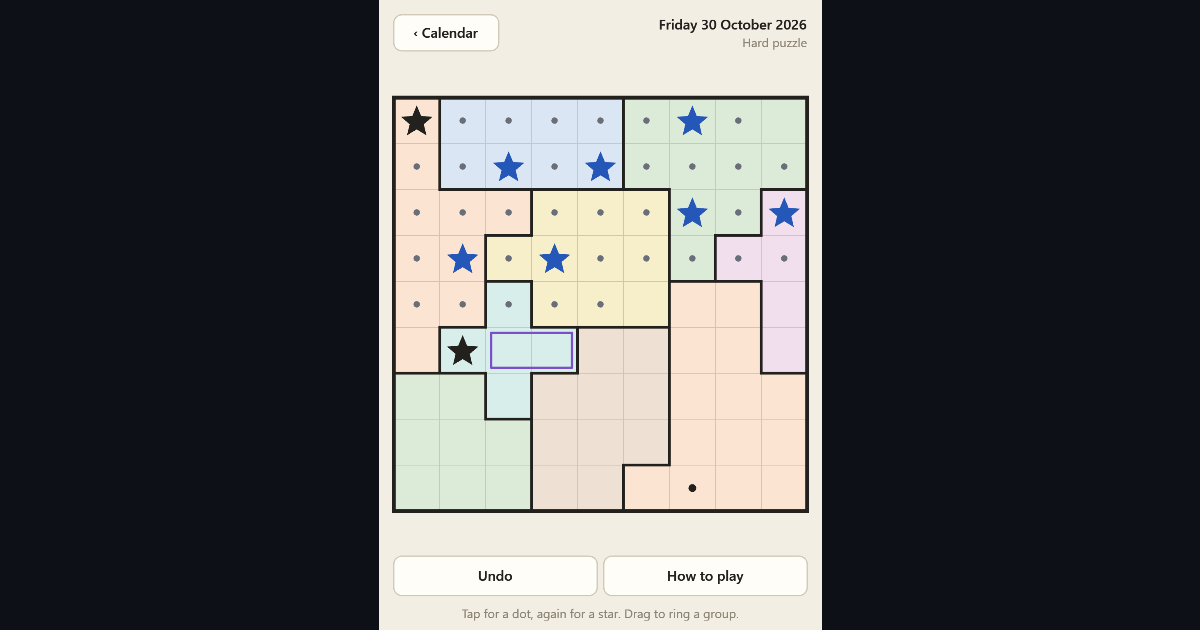 ‹ Calendar
Friday 30 October 2026
Hard puzzle
Undo
How to play
Tap for a dot, again for a star. Drag to ring a group.